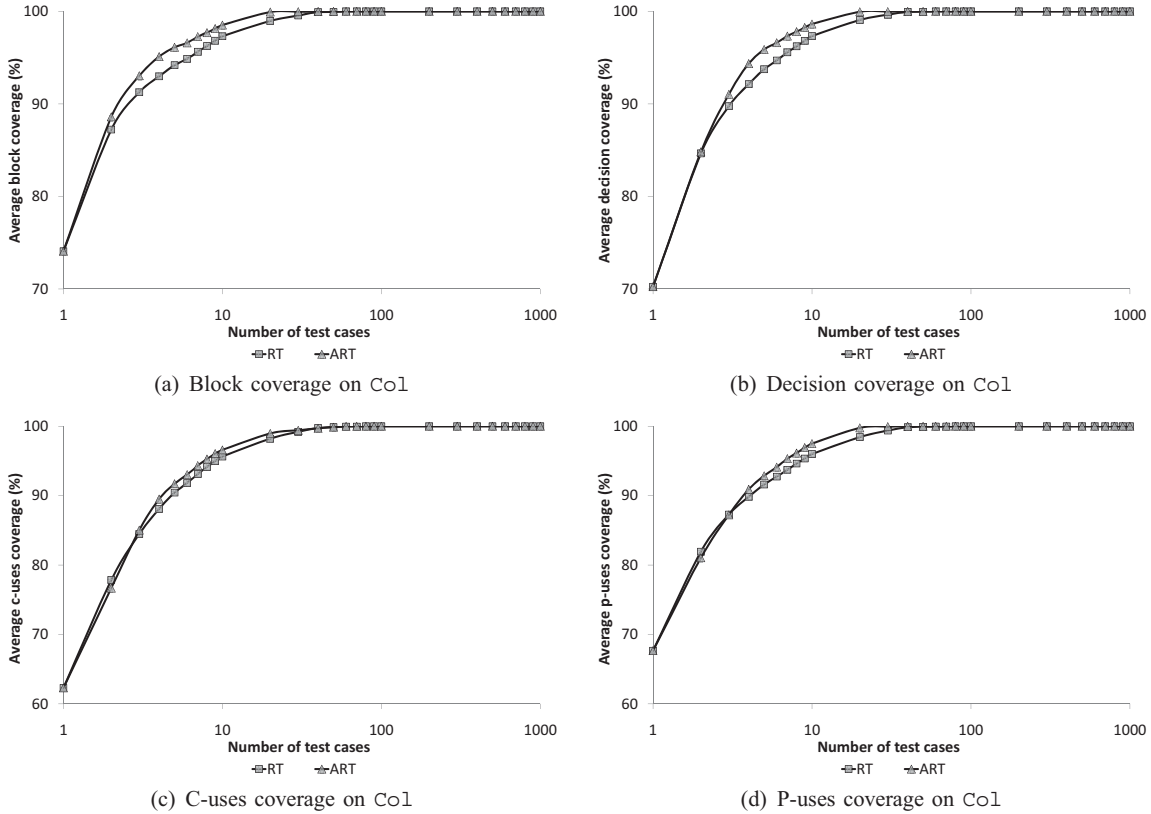 100
90
80
70
Average block coverage (%)
1 10 100 1000
Number of test cases
RT ART
(a) Block coverage on Col
100
90
80
70
Average decision coverage (%)
1 10 100 1000
Number of test cases
RT ART
(b) Decision coverage on Col
100
90
80
70
60
Average c-uses coverage (%)
1 10 100 1000
Number of test cases
RT ART
(c) C-uses coverage on Col
100
90
80
70
60
Average p-uses coverage (%)
1 10 100 1000
Number of test cases
RT ART
(d) P-uses coverage on Col